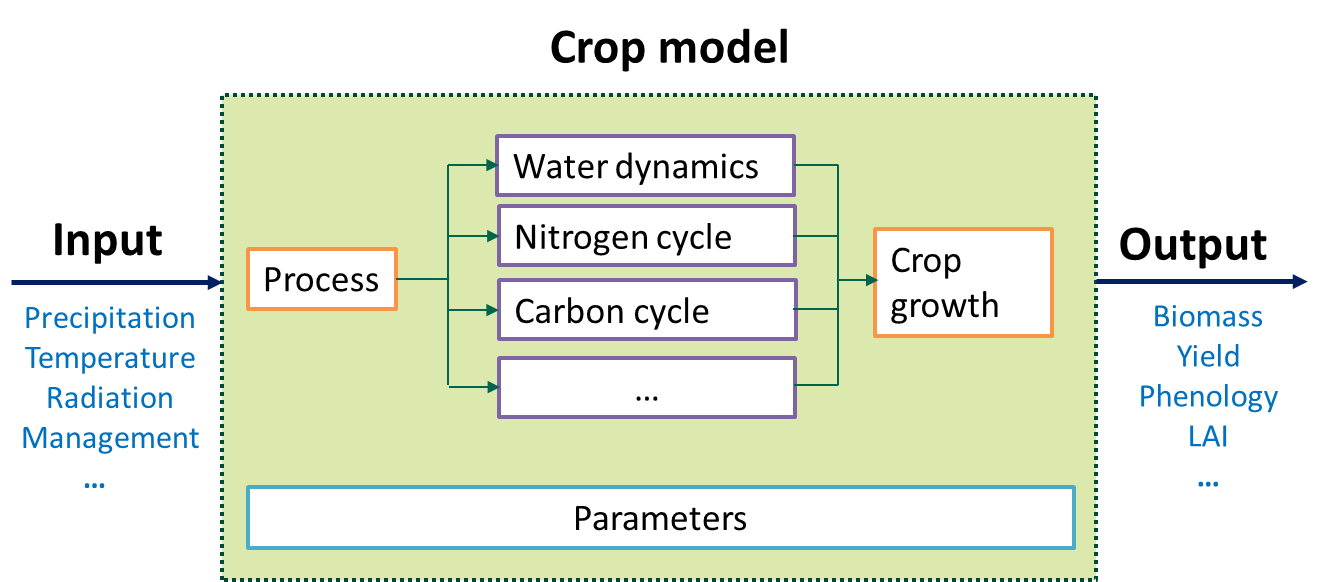 Crop model
Input
Precipitation
Temperature
Radiation
Management
...
Process
Water dynamics
Nitrogen cycle
Carbon cycle
...
Crop
growth
Parameters
Output
Biomass
Yield
Phenology
LAI
...